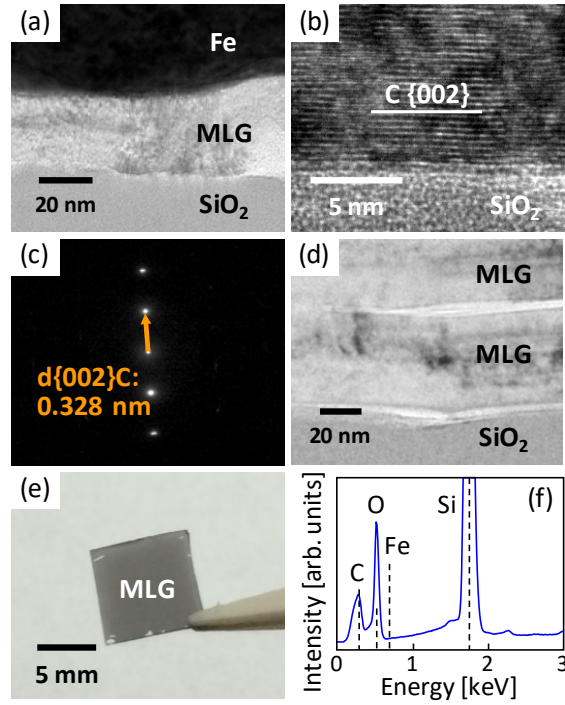 (a)
Fe
MLG
20 nm
SiO₂
(b)
C {002}
5 nm
SiO₂
(c)
d{002}C:
0.328 nm
(d)
MLG
MLG
20 nm
SiO₂
(e)
MLG
5 mm
(f)
O
Si
Fe
C
Intensity [arb. units]
0 1 2 3
Energy [keV]